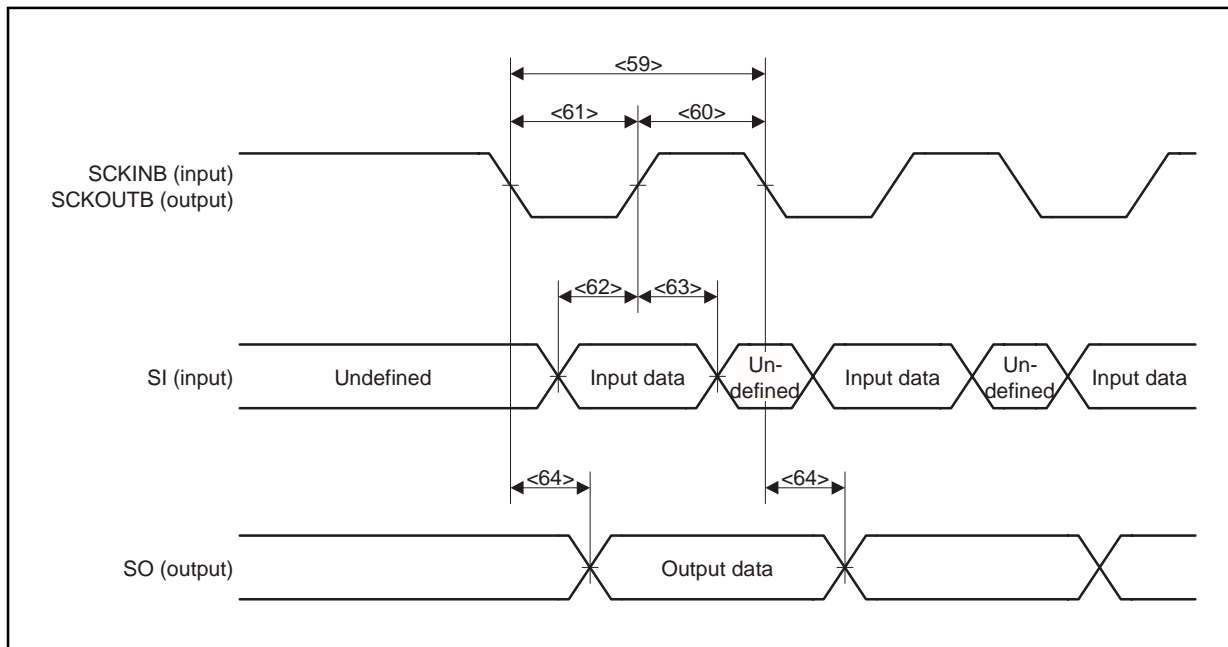 <59>
<61>
<60>
SCKINB (input)
SCKOUTB (output)
<62>
<63>
SI (input)
Undefined
Input data
Un-
defined
Input data
Un-
defined
Input data
<64>
<64>
SO (output)
Output data